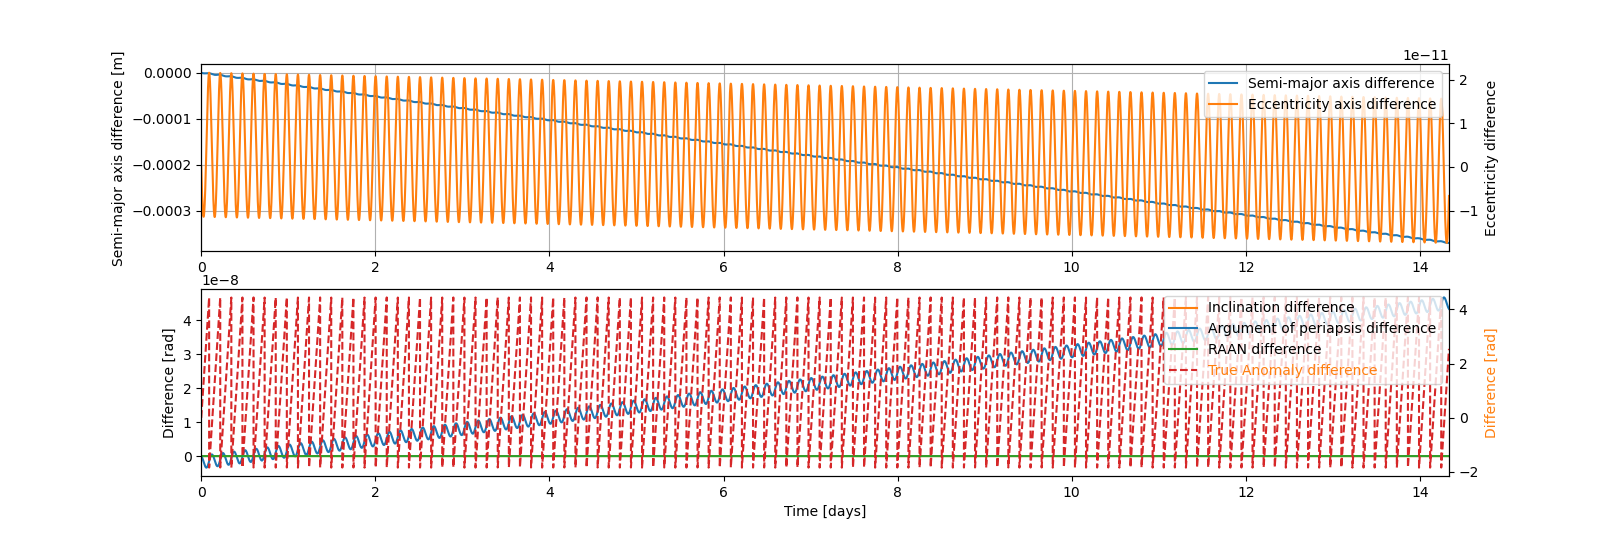 1e−11
Semi-major axis difference [m]
0.0000
−0.0001
−0.0002
−0.0003
Semi-major axis difference
Eccentricity axis difference
2
1
0
−1
Eccentricity difference
0 2 4 6 8 10 12 14
1e−8
Difference [rad]
4
3
2
1
0
Inclination difference
Argument of periapsis difference
RAAN difference
True Anomaly difference
4
2
0
−2
Difference [rad]
0 2 4 6 8 10 12 14
Time [days]